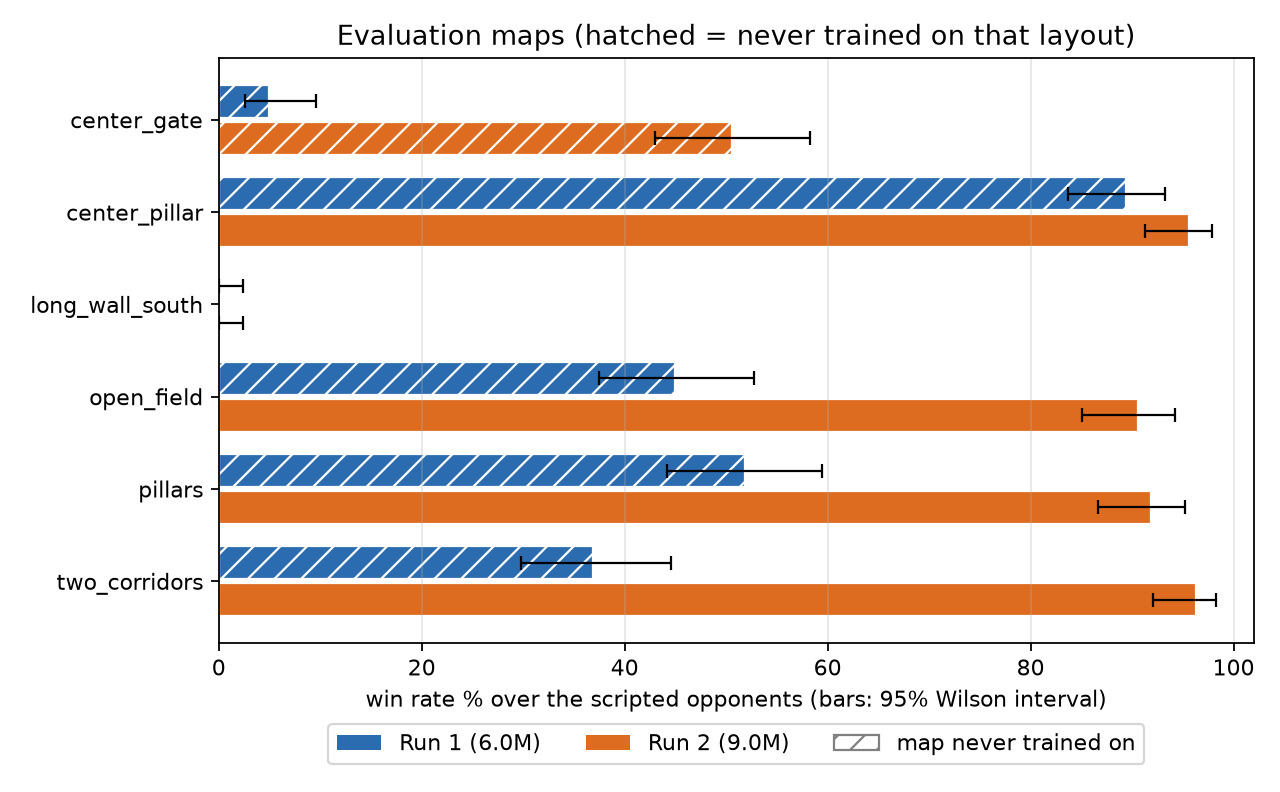 Evaluation maps (hatched = never trained on that layout)
center_gate
center_pillar
long_wall_south
open_field
pillars
two_corridors
0 20 40 60 80 100
win rate % over the scripted opponents (bars: 95% Wilson interval)
Run 1 (6.0M) Run 2 (9.0M) map never trained on